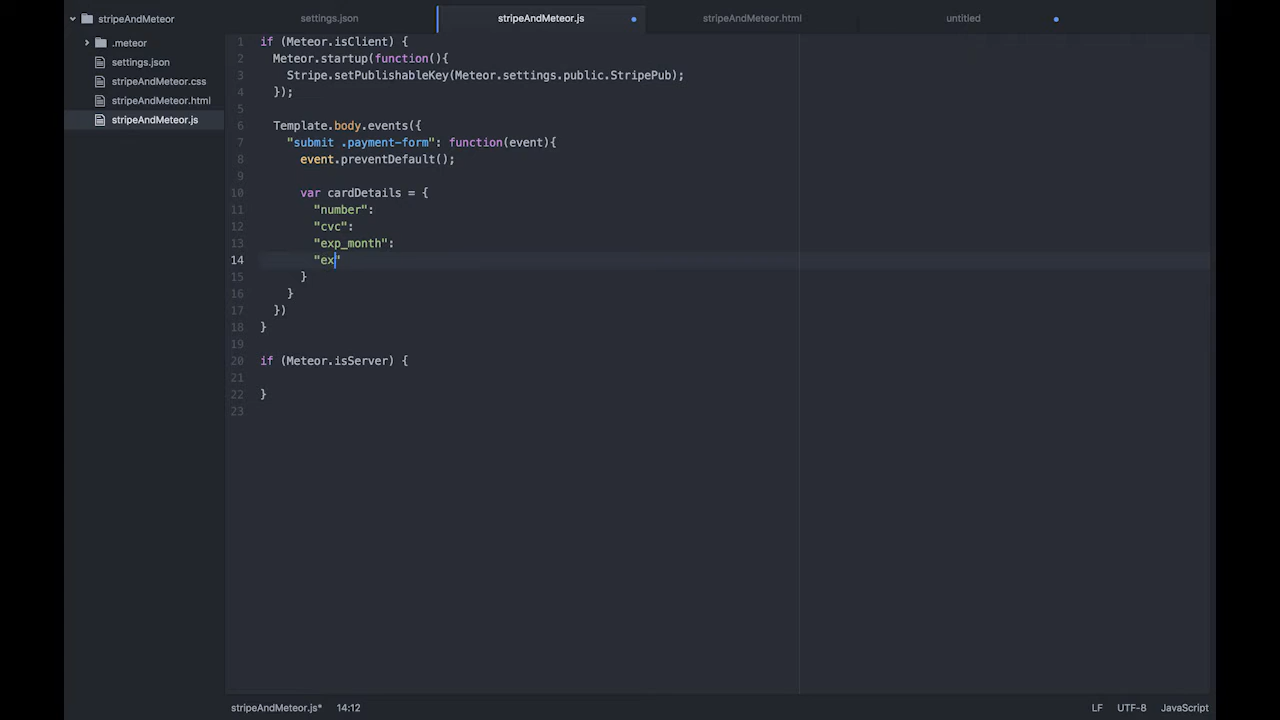 stripeAndMeteor
.meteor
settings.json
stripeAndMeteor.css
stripeAndMeteor.html
stripeAndMeteor.js
settings.json
stripeAndMeteor.js
stripeAndMeteor.html
untitled
1 if (Meteor.isClient) {
2 Meteor.startup(function(){
3 Stripe.setPublishableKey(Meteor.settings.public.StripePub);
4 });
5
6 Template.body.events({
7 "submit .payment-form": function(event){
8 event.preventDefault();
9
10 var cardDetails = {
11 "number":
12 "cvc":
13 "exp_month":
14 "ex"
15 }
16 }
17 })
18 }
19
20 if (Meteor.isServer) {
21
22 }
23
stripeAndMeteor.js* 14:12
LF UTF-8 JavaScript